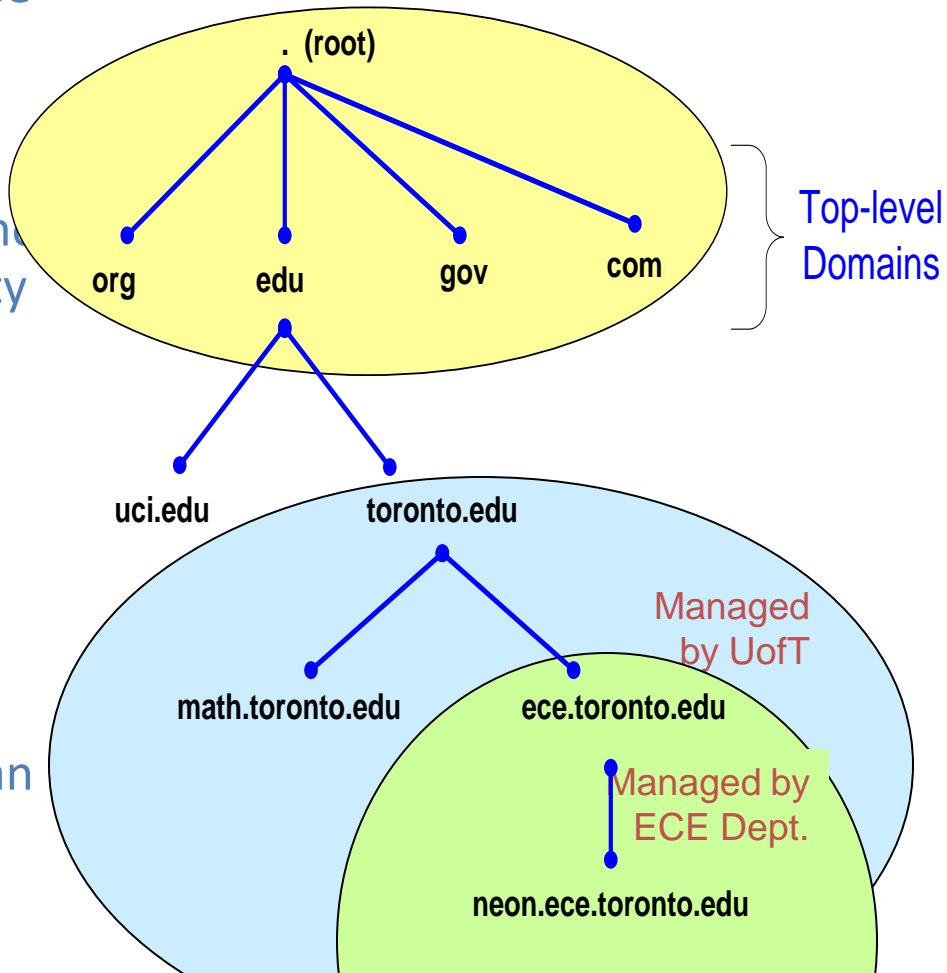 . (root)
Top-level
Domains
org edu gov com
uci.edu toronto.edu
Managed
by UofT
math.toronto.edu ece.toronto.edu
Managed by
ECE Dept.
neon.ece.toronto.edu